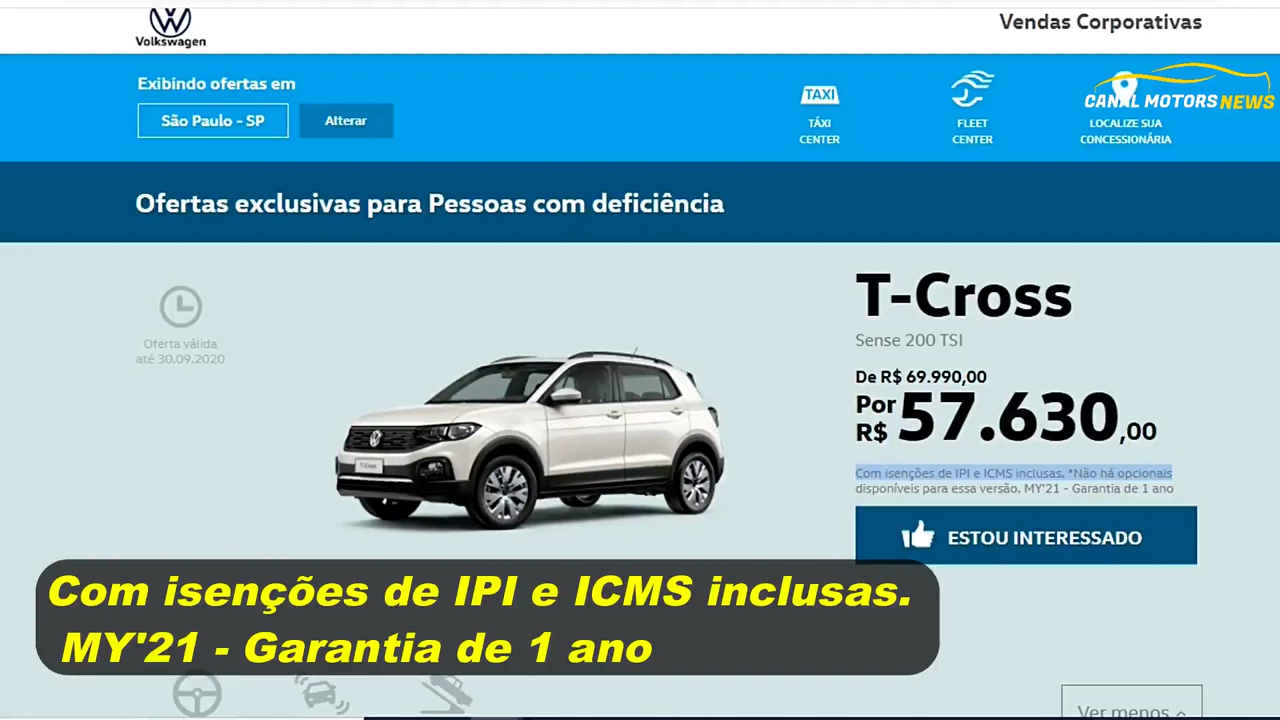 Volkswagen
Vendas Corporativas
Exibindo ofertas em
São Paulo - SP
Alterar
TAXI
TÁXI
CENTER
FLEET
CENTER
CANAL MOTORS NEWS
LOCALIZE SUA
CONCESSIONÁRIA
Ofertas exclusivas para Pessoas com deficiência
Oferta válida
até 30.09.2020
T-Cross
T-Cross
Sense 200 TSI
De R$ 69.990,00
Por
R$ 57.630,00
Com isenções de IPI e ICMS inclusas. *Não há opcionais
disponíveis para essa versão. MY'21 - Garantia de 1 ano
ESTOU INTERESSADO
Com isenções de IPI e ICMS inclusas.
MY'21 - Garantia de 1 ano
Ver menos